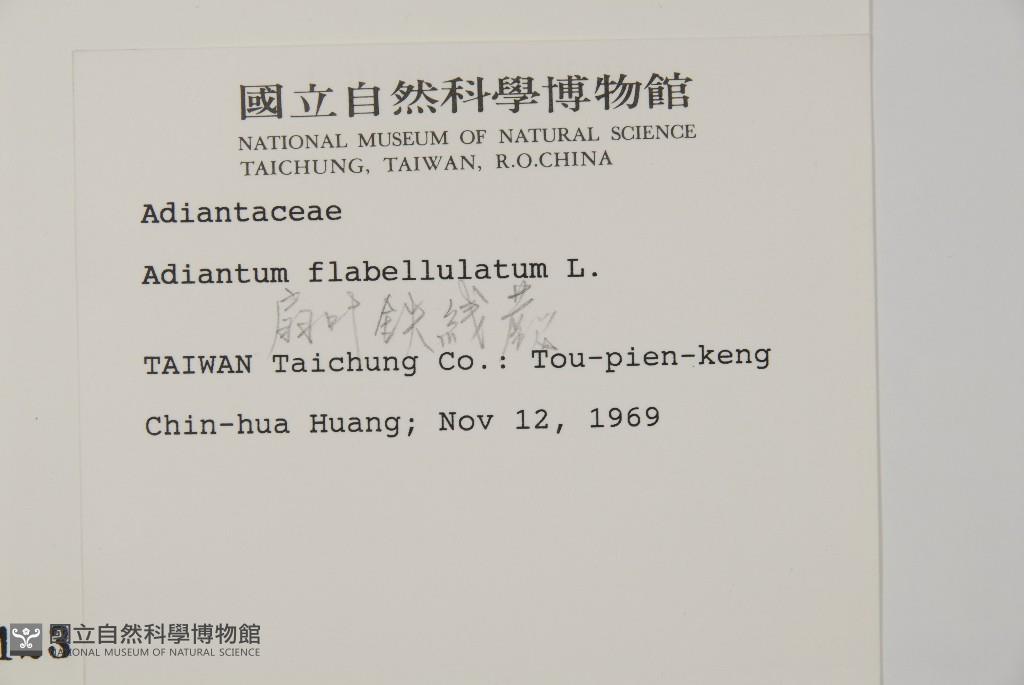 國立自然科學博物館
NATIONAL MUSEUM OF NATURAL SCIENCE
TAICHUNG, TAIWAN, R.O.CHINA
Adiantaceae
Adiantum flabellulatum L.
扇叶鉄线蕨
TAIWAN Taichung Co.: Tou-pien-keng
Chin-hua Huang; Nov 12, 1969
國立自然科學博物館
NATIONAL MUSEUM OF NATURAL SCIENCE